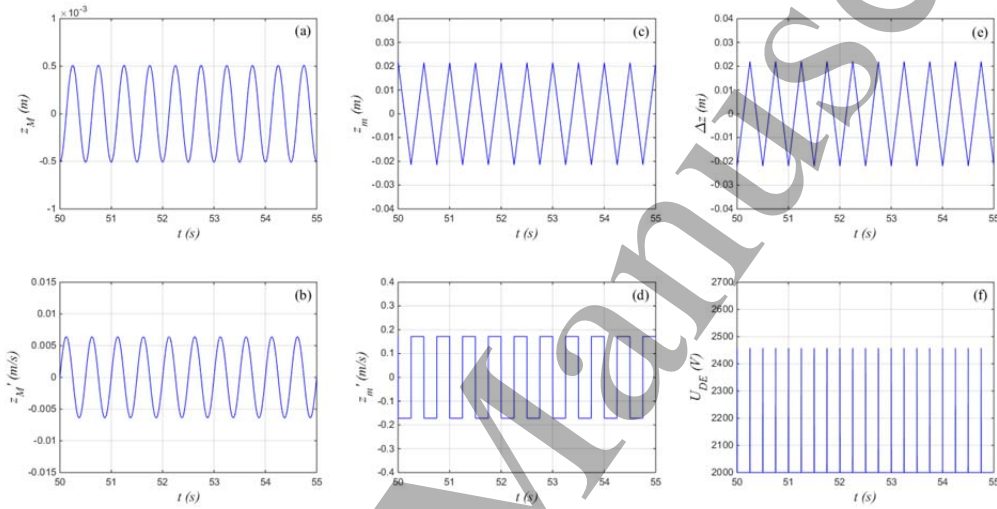 ×10⁻³
1
0.5
0
-0.5
-1
50 51 52 53 54 55
z_M (m)
t (s)
(a)
0.04
0.03
0.02
0.01
0
-0.01
-0.02
-0.03
-0.04
50 51 52 53 54 55
z_m (m)
t (s)
(c)
0.04
0.03
0.02
0.01
0
-0.01
-0.02
-0.03
-0.04
50 51 52 53 54 55
Δz (m)
t (s)
(e)
0.015
0.01
0.005
0
-0.005
-0.01
-0.015
50 51 52 53 54 55
z_M' (m/s)
t (s)
(b)
0.4
0.3
0.2
0.1
0
-0.1
-0.2
-0.3
-0.4
50 51 52 53 54 55
z_m' (m/s)
t (s)
(d)
2700
2600
2500
2400
2300
2200
2100
2000
50 51 52 53 54 55
U_DE (V)
t (s)
(f)
Manusc